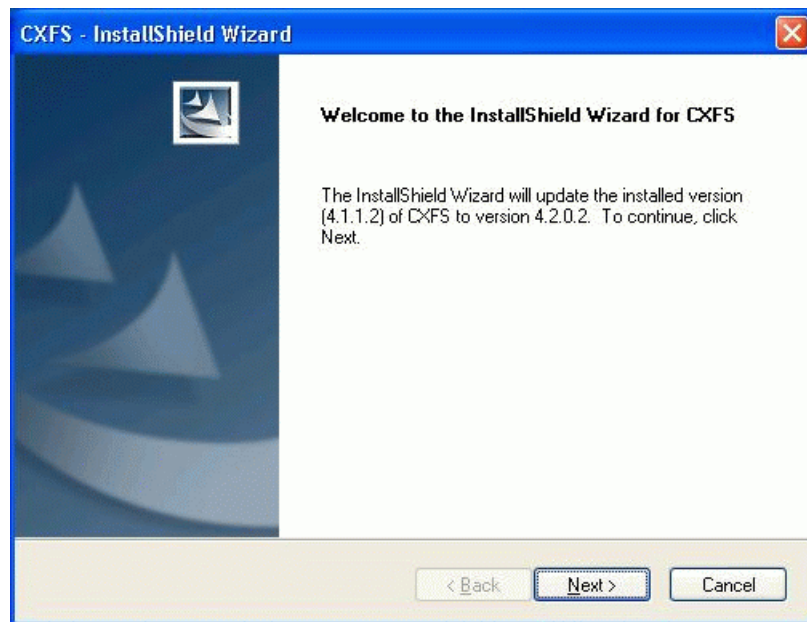 CXFS - InstallShield Wizard
Welcome to the InstallShield Wizard for CXFS
The InstallShield Wizard will update the installed version
(4.1.1.2) of CXFS to version 4.2.0.2. To continue, click
Next.
< Back Next > Cancel